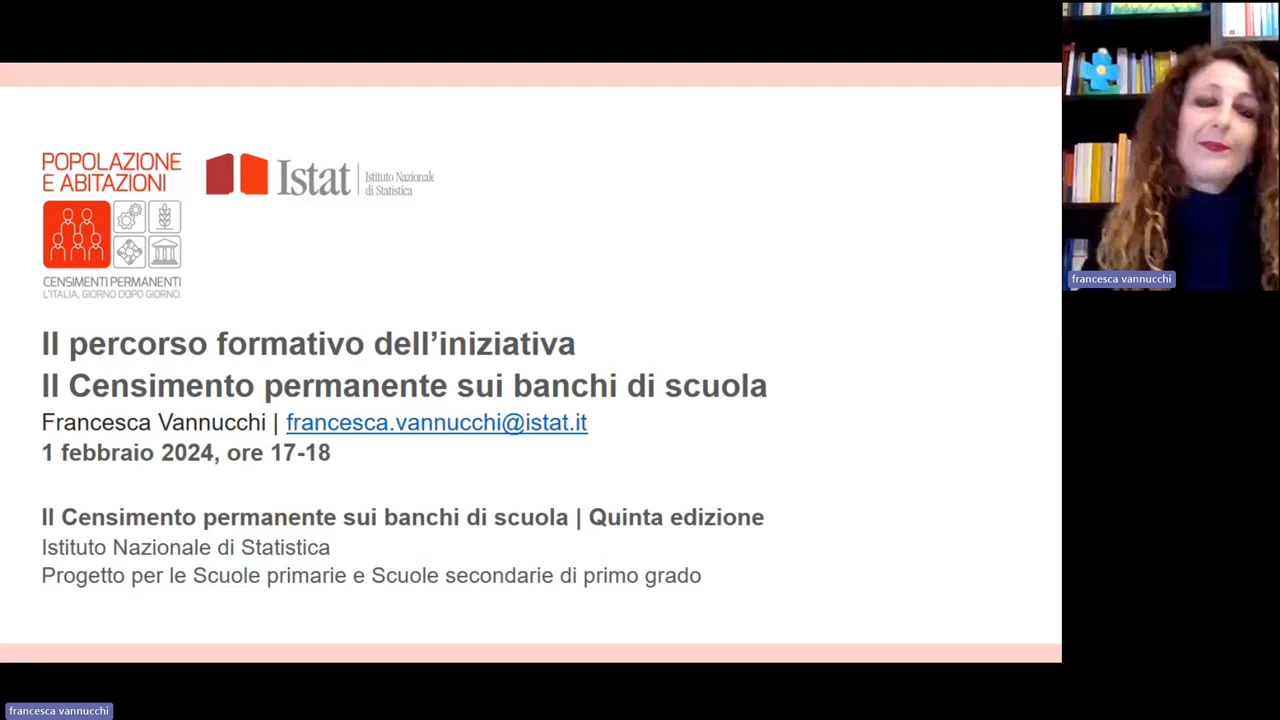 POPOLAZIONE
E ABITAZIONI
CENSIMENTI PERMANENTI
L'ITALIA, GIORNO DOPO GIORNO.
Istat
Istituto Nazionale
di Statistica
Il percorso formativo dell’iniziativa
Il Censimento permanente sui banchi di scuola
Francesca Vannucchi | francesca.vannucchi@istat.it
1 febbraio 2024, ore 17-18
Il Censimento permanente sui banchi di scuola | Quinta edizione
Istituto Nazionale di Statistica
Progetto per le Scuole primarie e Scuole secondarie di primo grado
francesca vannucchi
francesca vannucchi